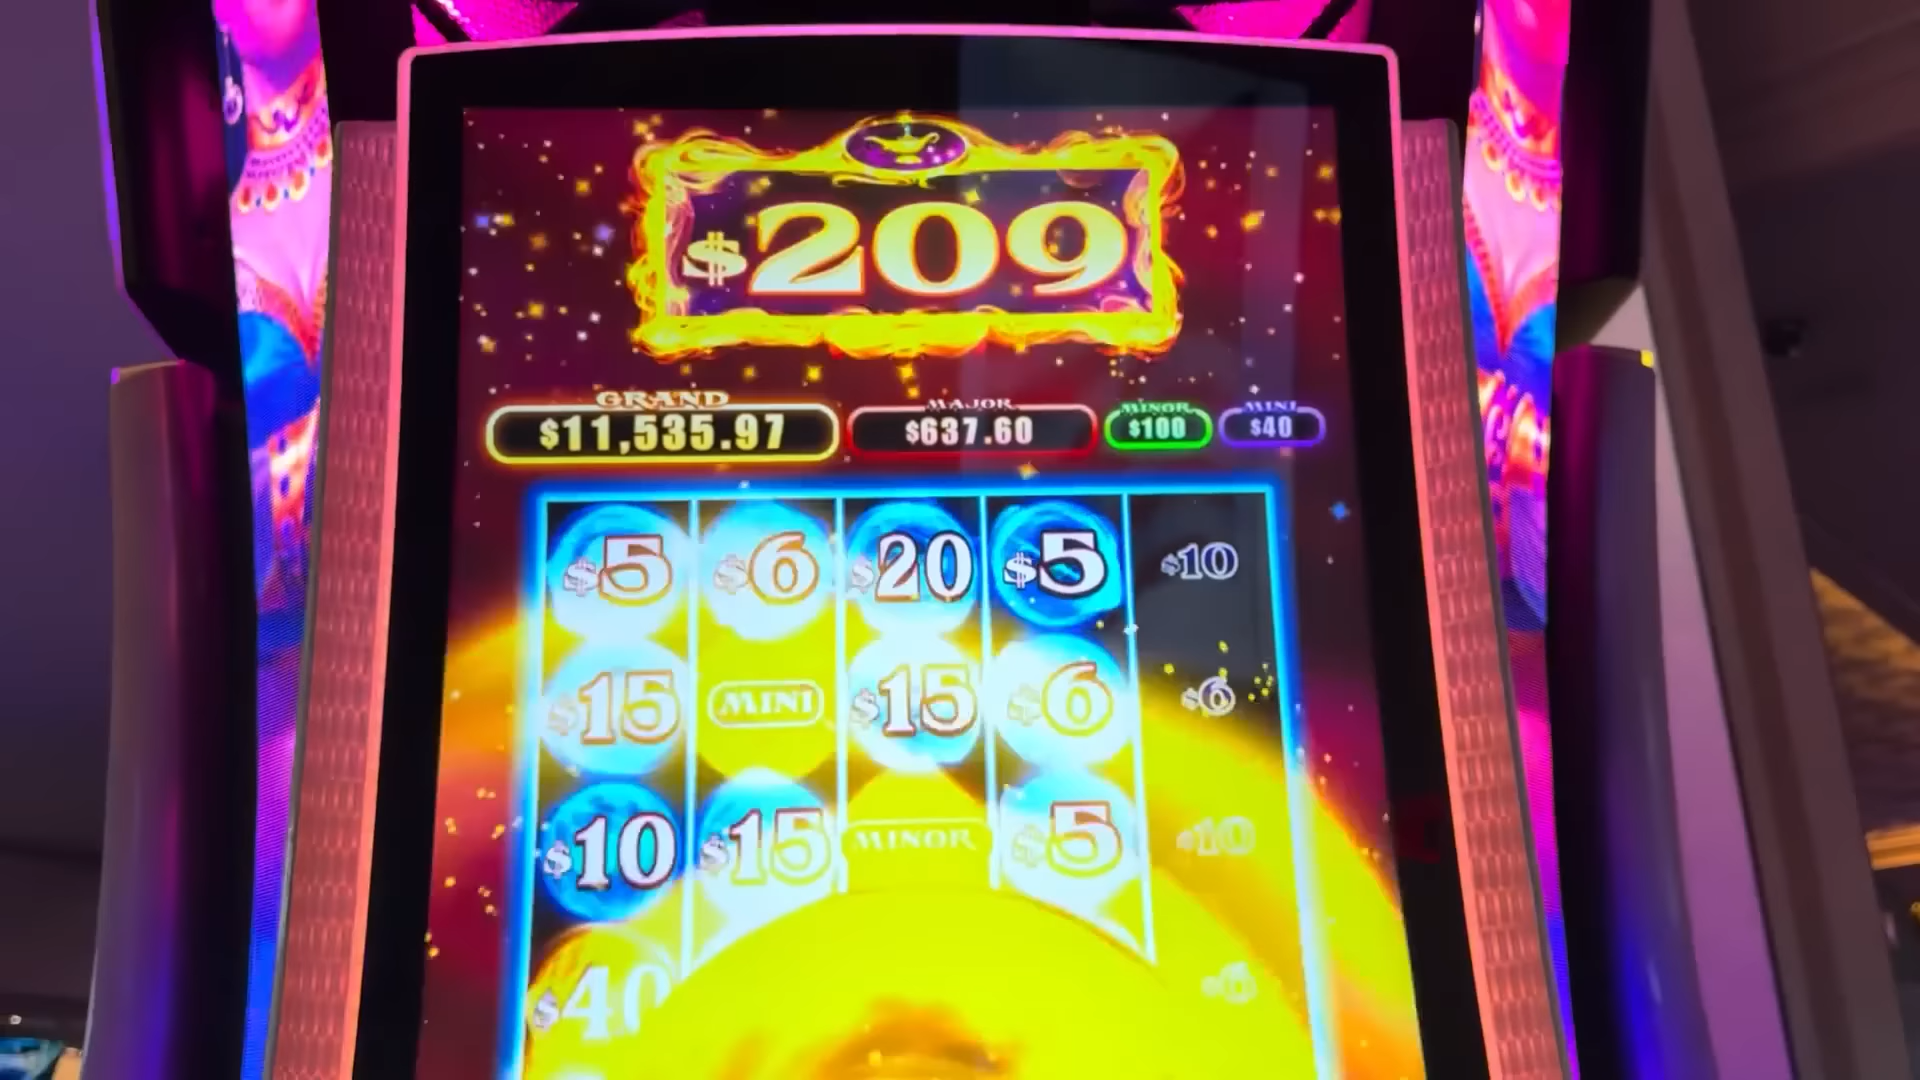 $209
GRAND MAJOR MINOR MINI
$11,535.97 $637.60 $100 $40
$5 $6 $20 $5 $10
$15 MINI $15 $6 $6
$10 $15 MINOR $5 $10
$40